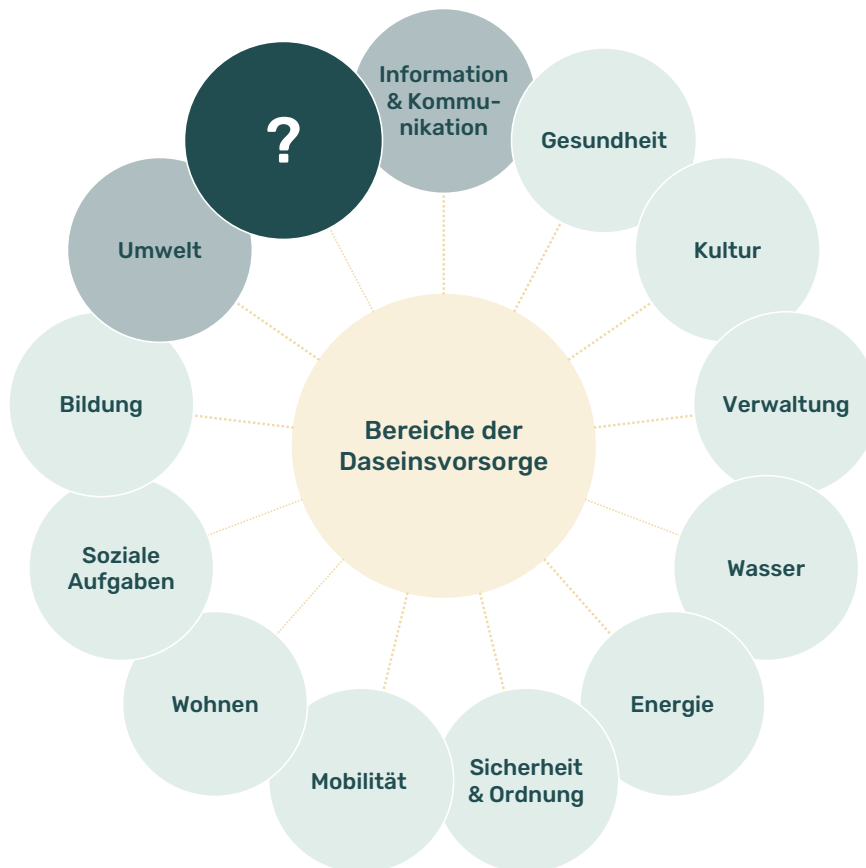 ?
Information
& Kommu-
nikation
Gesundheit
Kultur
Verwaltung
Wasser
Energie
Sicherheit
& Ordnung
Mobilität
Wohnen
Soziale
Aufgaben
Bildung
Umwelt
Bereiche der
Daseinsvorsorge